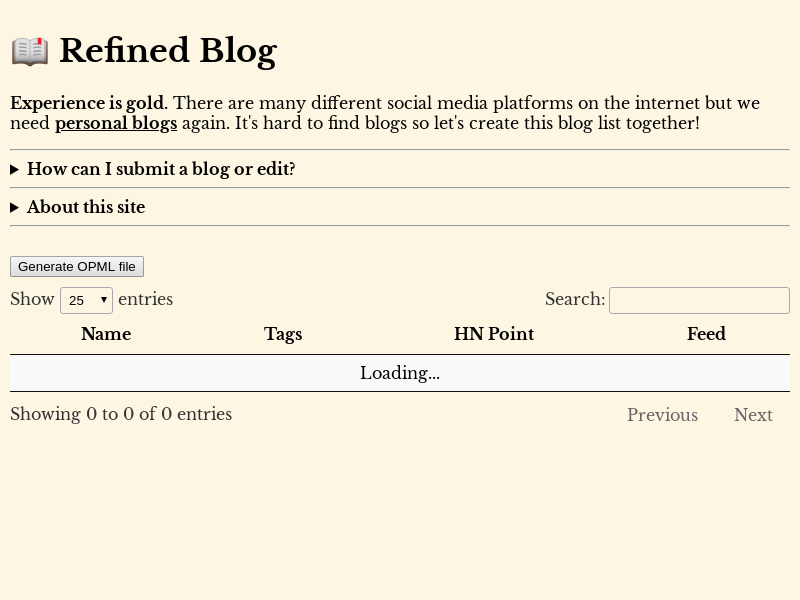 📖 Refined Blog
Experience is gold. There are many different social media platforms on the internet but we
need personal blogs again. It's hard to find blogs so let's create this blog list together!
▶ How can I submit a blog or edit?
▶ About this site
Generate OPML file
Show 25 entries Search:
Name Tags HN Point Feed
Loading...
Showing 0 to 0 of 0 entries Previous Next